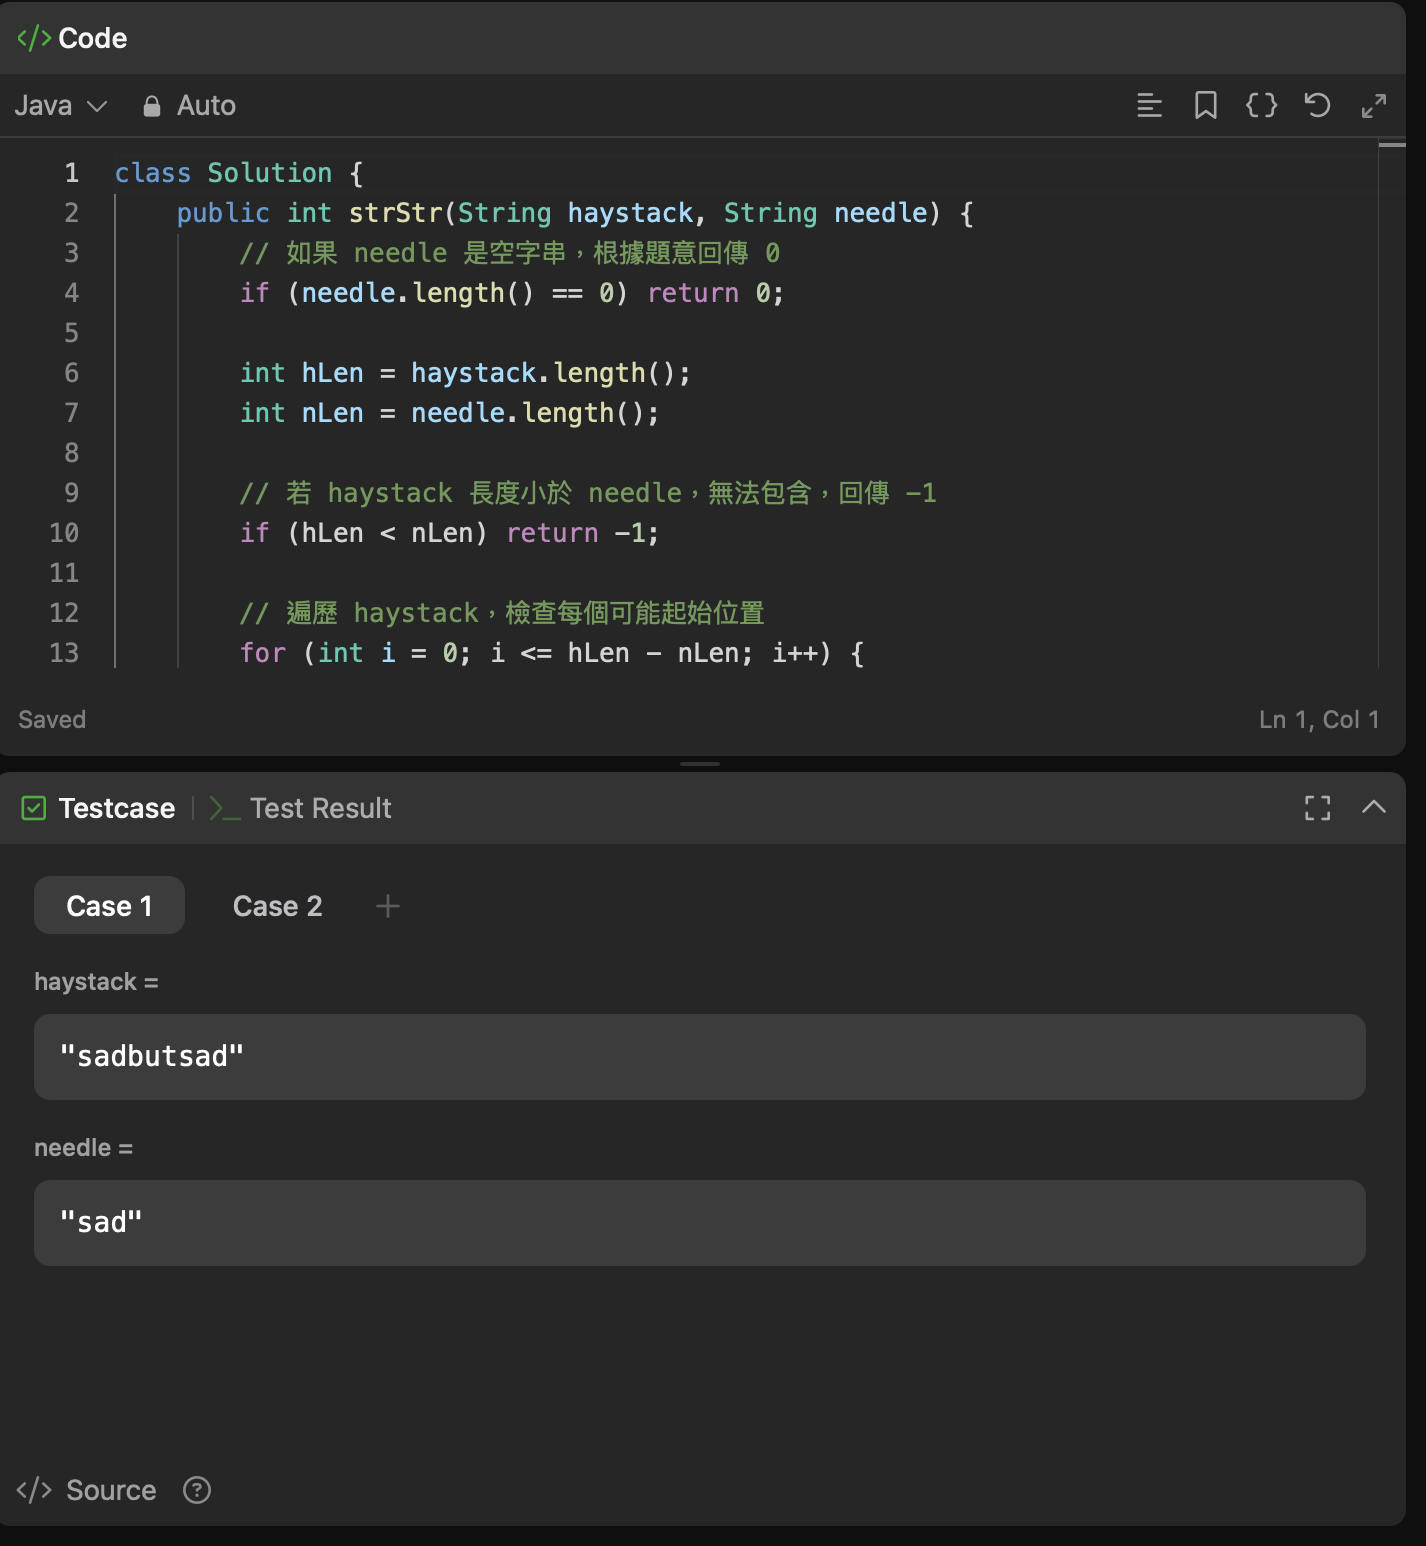 </> Code
Java Auto
1 class Solution {
2 public int strStr(String haystack, String needle) {
3 // 如果 needle 是空字串，根據題意回傳 0
4 if (needle.length() == 0) return 0;
5
6 int hLen = haystack.length();
7 int nLen = needle.length();
8
9 // 若 haystack 長度小於 needle，無法包含，回傳 -1
10 if (hLen < nLen) return -1;
11
12 // 遍歷 haystack，檢查每個可能起始位置
13 for (int i = 0; i <= hLen - nLen; i++) {
Saved Ln 1, Col 1
Testcase Test Result
Case 1 Case 2 +
haystack =
"sadbutsad"
needle =
"sad"
</> Source ?